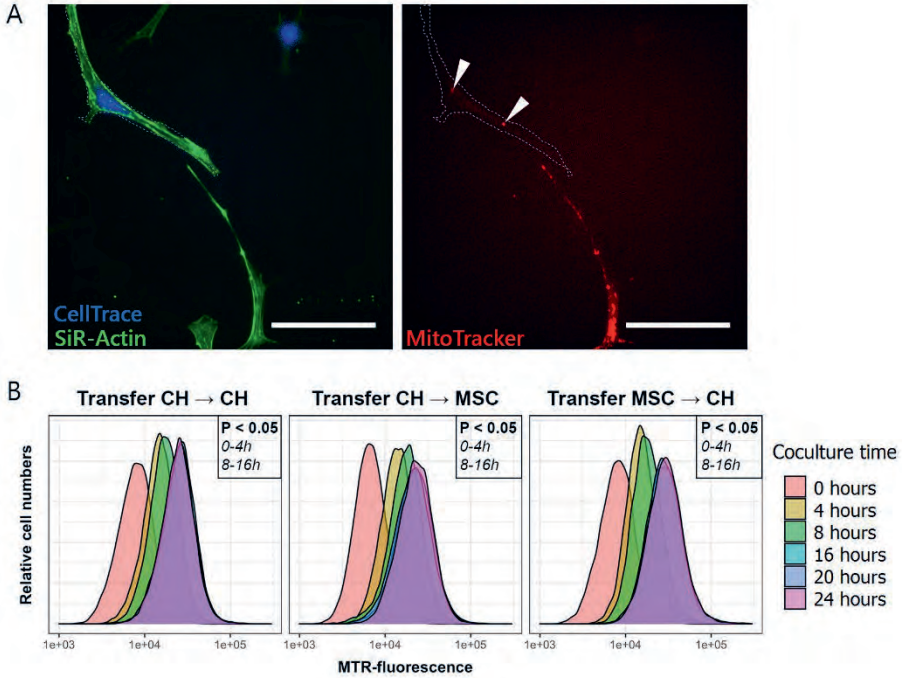 A
CellTrace
SiR-Actin
MitoTracker
B
Transfer CH → CH
Transfer CH → MSC
Transfer MSC → CH
P < 0.05
0-4h
8-16h
P < 0.05
0-4h
8-16h
P < 0.05
0-4h
8-16h
Relative cell numbers
Coculture time
0 hours
4 hours
8 hours
16 hours
20 hours
24 hours
1e+03 1e+04 1e+05
1e+03 1e+04 1e+05
1e+03 1e+04 1e+05
MTR-fluorescence